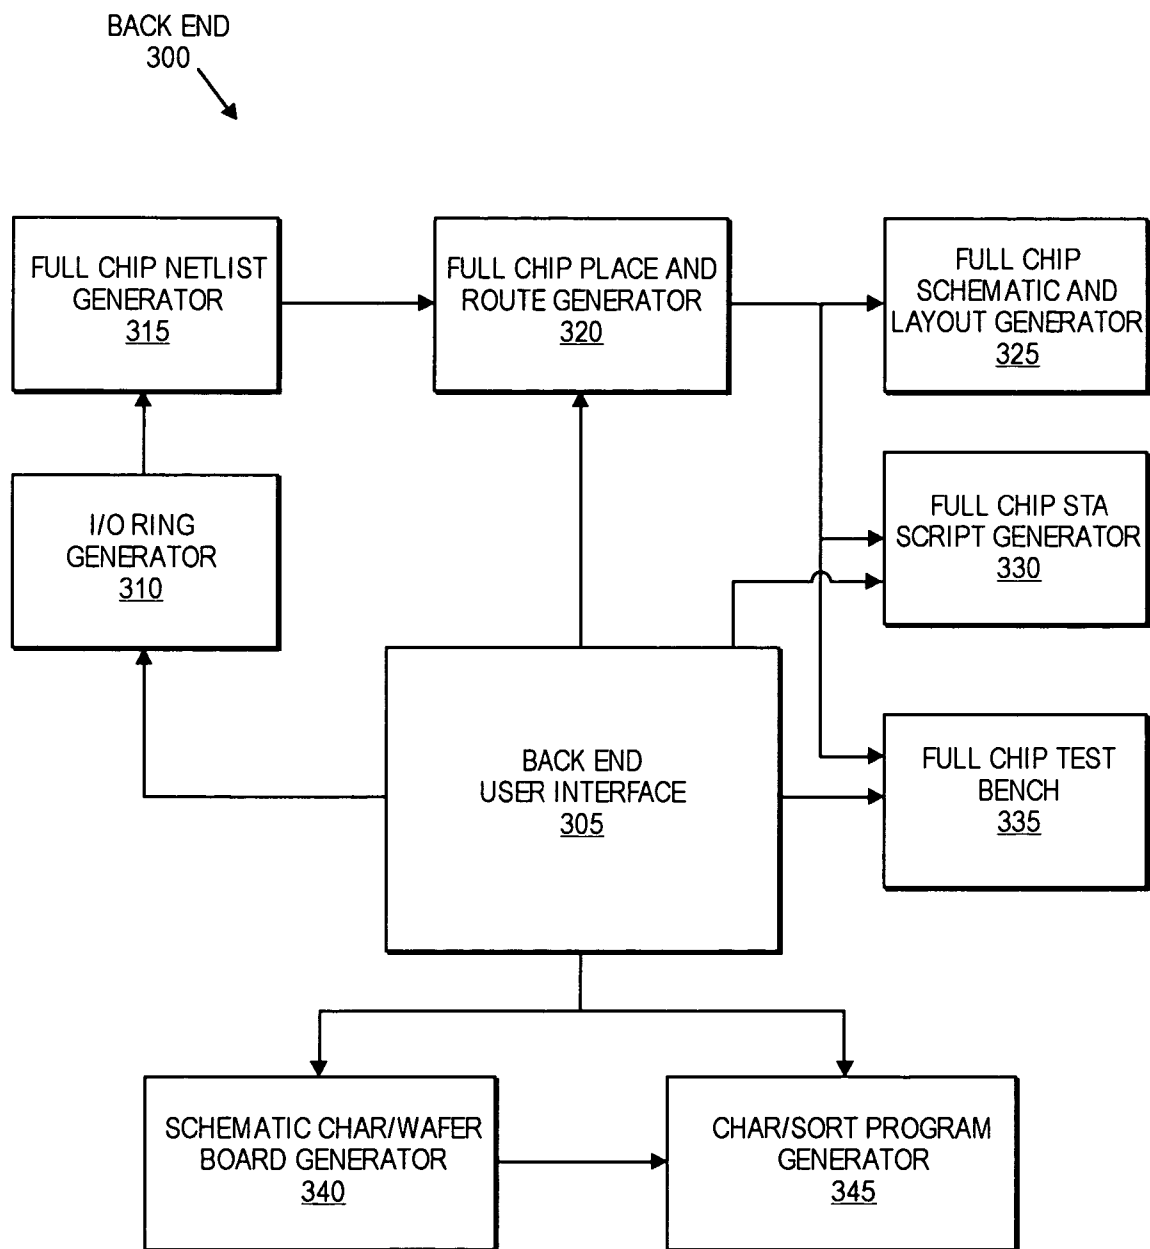 BACK END
300
FULL CHIP NETLIST
GENERATOR
315
FULL CHIP PLACE AND
ROUTE GENERATOR
320
FULL CHIP
SCHEMATIC AND
LAYOUT GENERATOR
325
I/O RING
GENERATOR
310
FULL CHIP STA
SCRIPT GENERATOR
330
BACK END
USER INTERFACE
305
FULL CHIP TEST
BENCH
335
SCHEMATIC CHAR/WAFER
BOARD GENERATOR
340
CHAR/SORT PROGRAM
GENERATOR
345